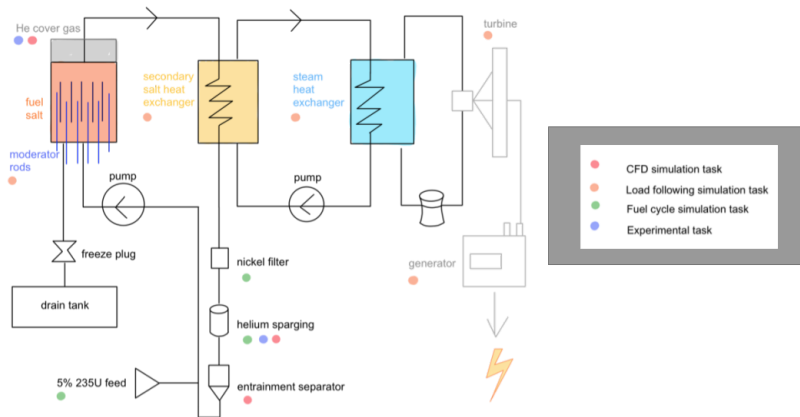 He cover gas
turbine
secondary
salt heat
exchanger
steam
heat
exchanger
fuel
salt
moderator
rods
pump
pump
CFD simulation task
Load following simulation task
Fuel cycle simulation task
Experimental task
freeze plug
nickel filter
generator
drain tank
helium sparging
5% 235U feed
entrainment separator